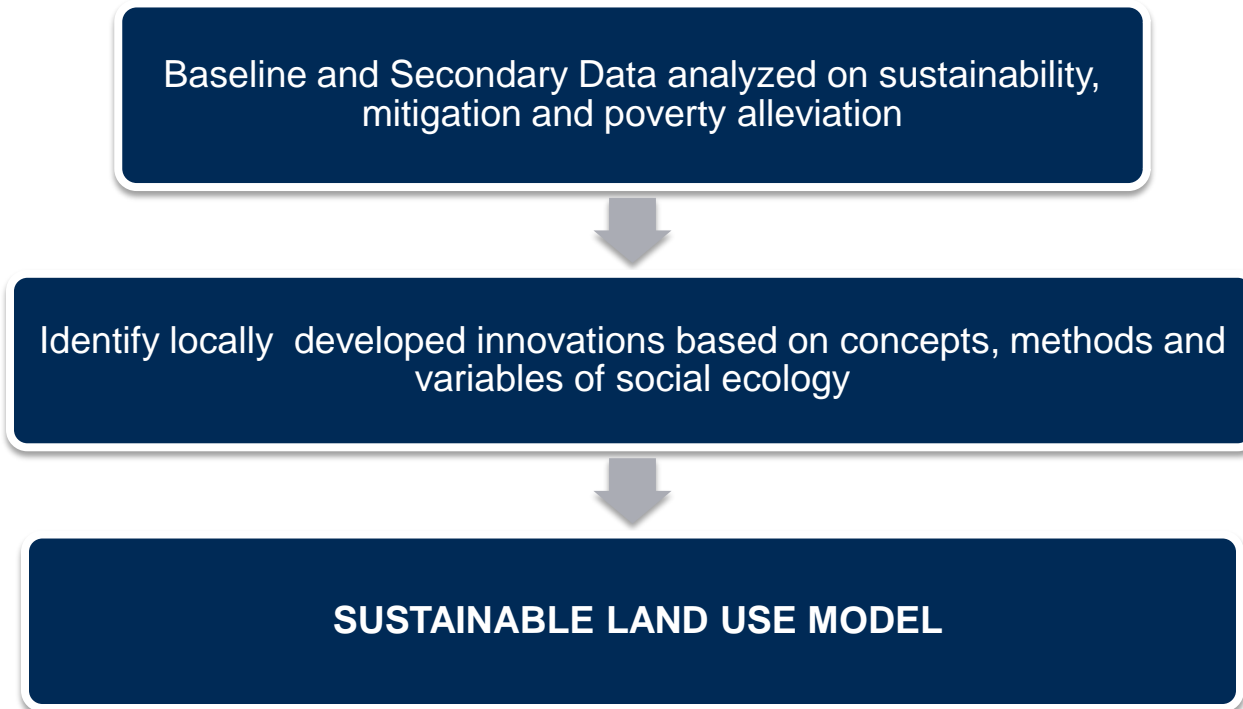 Baseline and Secondary Data analyzed on sustainability,
mitigation and poverty alleviation
Identify locally  developed innovations based on concepts, methods and
variables of social ecology
SUSTAINABLE LAND USE MODEL